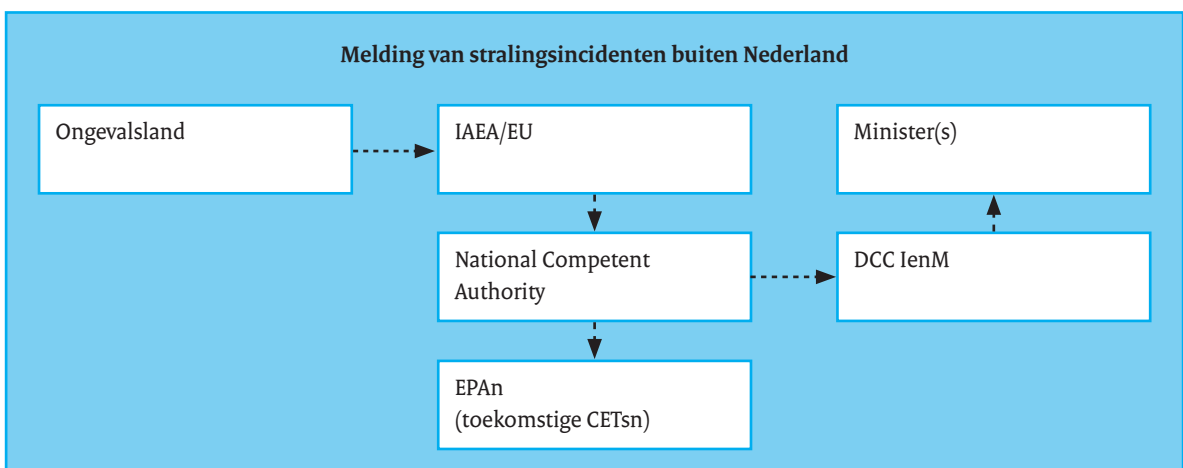 Melding van stralingsincidenten buiten Nederland
Ongevalsland
IAEA/EU
Minister(s)
National Competent
Authority
DCC IenM
EPAn
(toekomstige CETsn)